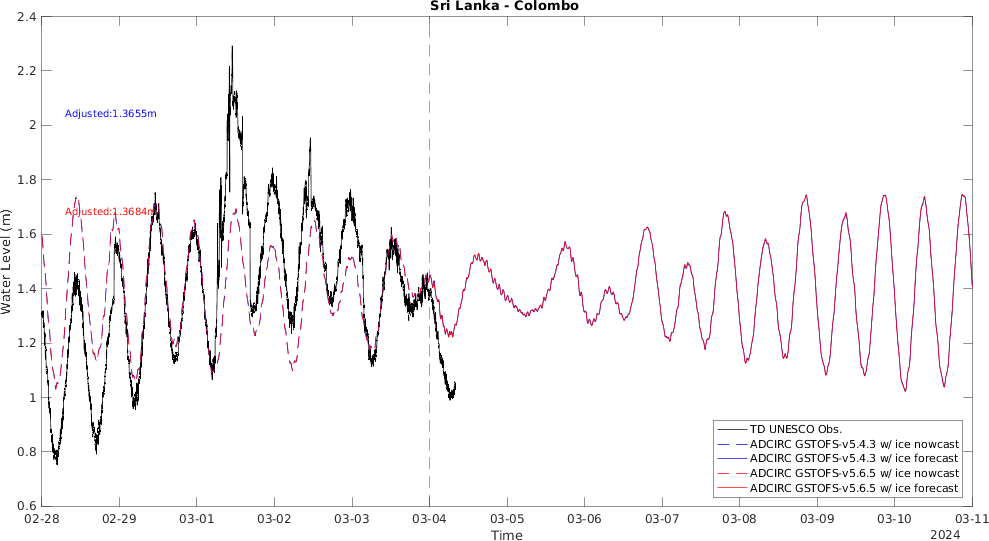 Sri Lanka - Colombo
2.4
2.2
2
1.8
1.6
1.4
1.2
1
0.8
0.6
Water Level (m)
Adjusted:1.3655m
Adjusted:1.3684m
TD UNESCO Obs.
ADCIRC GSTOFS-v5.4.3 w/ ice nowcast
ADCIRC GSTOFS-v5.4.3 w/ ice forecast
ADCIRC GSTOFS-v5.6.5 w/ ice nowcast
ADCIRC GSTOFS-v5.6.5 w/ ice forecast
02-28 02-29 03-01 03-02 03-03 03-04 03-05 03-06 03-07 03-08 03-09 03-10 03-11
Time
2024